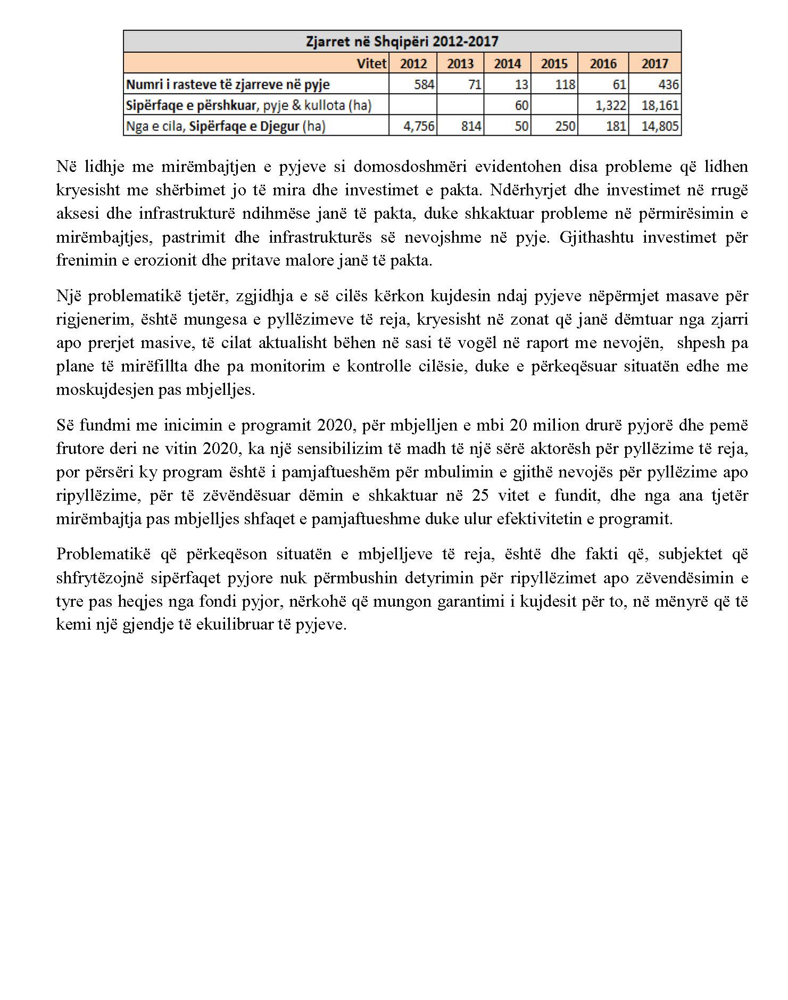 Zjarret në Shqipëri 2012-2017
Vitet 2012 2013 2014 2015 2016 2017
Numri i rasteve të zjarreve në pyje 584 71 13 118 61 436
Sipërfaqe e përshkuar, pyje & kullota (ha) 60 1,322 18,161
Nga e cila, Sipërfaqe e Djegur (ha) 4,756 814 50 250 181 14,805
Në lidhje me mirëmbajtjen e pyjeve si domosdoshmëri evidentohen disa probleme që lidhen
kryesisht me shërbimet jo të mira dhe investimet e pakta. Ndërhyrjet dhe investimet në rrugë
aksesi dhe infrastrukturë ndihmëse janë të pakta, duke shkaktuar probleme në përmirësimin e
mirëmbajtjes, pastrimit dhe infrastrukturës së nevojshme në pyje. Gjithashtu investimet për
frenimin e erozionit dhe pritave malore janë të pakta.
Një problematikë tjetër, zgjidhja e së cilës kërkon kujdesin ndaj pyjeve nëpërmjet masave për
rigjenerim, është mungesa e pyllëzimeve të reja, kryesisht në zonat që janë dëmtuar nga zjarri
apo prerjet masive, të cilat aktualisht bëhen në sasi të vogël në raport me nevojën, shpesh pa
plane të mirëfillta dhe pa monitorim e kontrolle cilësie, duke e përkeqësuar situatën edhe me
moskujdesjen pas mbjelljes.
Së fundmi me inicimin e programit 2020, për mbjelljen e mbi 20 milion drurë pyjorë dhe pemë
frutore deri ne vitin 2020, ka një sensibilizim të madh të një sërë aktorësh për pyllëzime të reja,
por përsëri ky program është i pamjaftueshëm për mbulimin e gjithë nevojës për pyllëzime apo
ripyllëzime, për të zëvëndësuar dëmin e shkaktuar në 25 vitet e fundit, dhe nga ana tjetër
mirëmbajtja pas mbjelljes shfaqet e pamjaftueshme duke ulur efektivitetin e programit.
Problematikë që përkeqëson situatën e mbjelljeve të reja, është dhe fakti që, subjektet që
shfrytëzojnë sipërfaqet pyjore nuk përmbushin detyrimin për ripyllëzimet apo zëvendësimin e
tyre pas heqjes nga fondi pyjor, nërkohë që mungon garantimi i kujdesit për to, në mënyrë që të
kemi një gjendje të ekuilibruar të pyjeve.